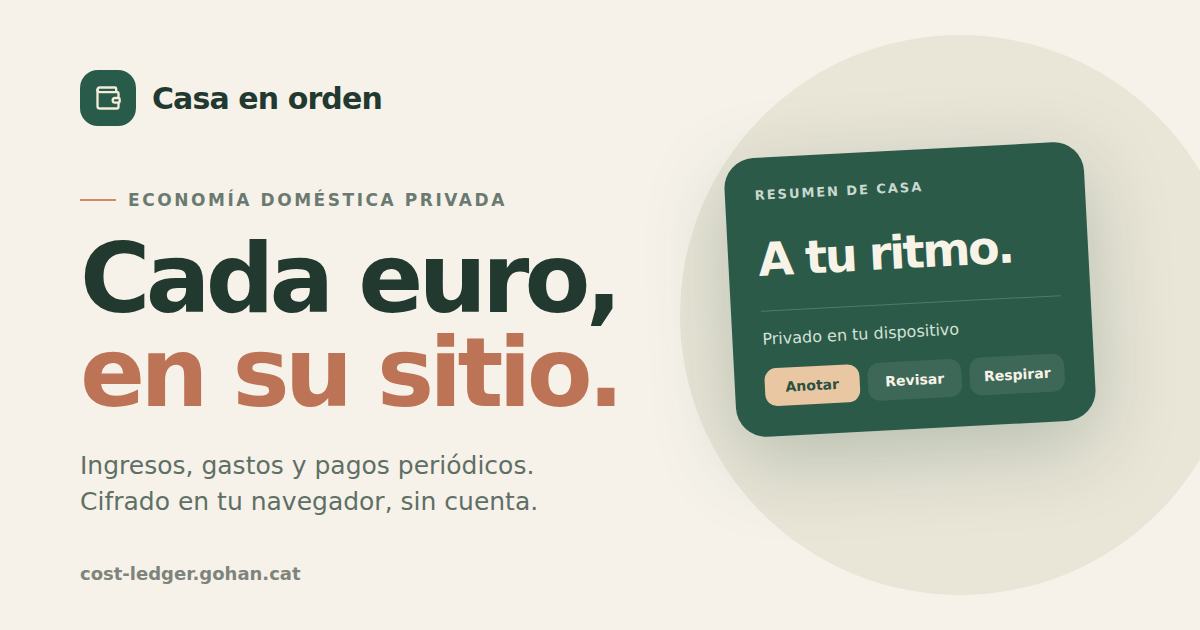 Casa en orden
ECONOMÍA DOMÉSTICA PRIVADA
Cada euro,
en su sitio.
Ingresos, gastos y pagos periódicos.
Cifrado en tu navegador, sin cuenta.
cost-ledger.gohan.cat
RESUMEN DE CASA
A tu ritmo.
Privado en tu dispositivo
Anotar Revisar Respirar